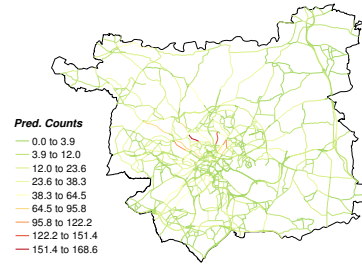 Pred. Counts
0.0 to 3.9
3.9 to 12.0
12.0 to 23.6
23.6 to 38.3
38.3 to 64.5
64.5 to 95.8
95.8 to 122.2
122.2 to 151.4
151.4 to 168.6